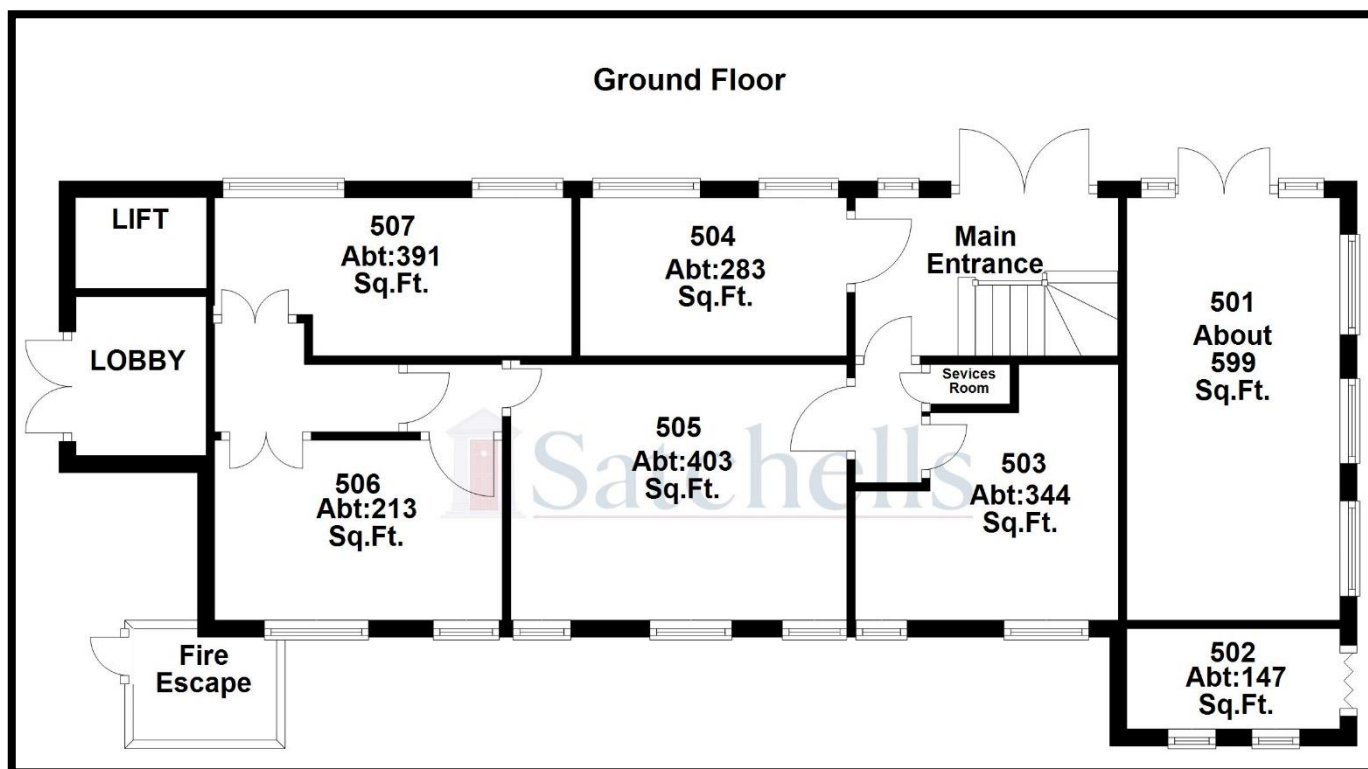 Ground Floor
LIFT
507
Abt:391
Sq.Ft.
504
Abt:283
Sq.Ft.
Main
Entrance
501
About
599
Sq.Ft.
LOBBY
Sevices
Room
505
Abt:403
Sq.Ft.
503
Abt:344
Sq.Ft.
506
Abt:213
Sq.Ft.
Satchells
Fire
Escape
502
Abt:147
Sq.Ft.